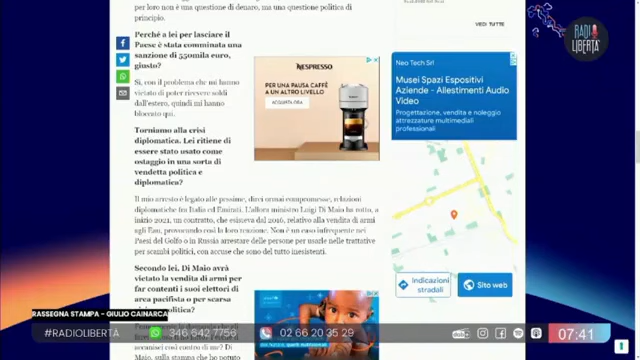 per loro non è una questione di denaro, ma una questione politica di
principio.
Perché a lei per lasciare il
Paese è stata comminata una
sanzione di 550mila euro,
giusto?
Sì, con il problema che mi hanno
vietato di poter ricevere soldi
dall'estero, quindi mi hanno
bloccato qui.
Torniamo alla crisi
diplomatica. Lei ritiene di
essere stato usato come
ostaggio in una sorta di
vendetta politica e
diplomatica?
Il mio arresto è legato alle pessime, direi ormai compromesse, relazioni
diplomatiche fra Italia ed Emirati. L'allora ministro Luigi Di Maio ha rotto, a
inizio 2021, un contratto, che esisteva dal 2016, relativo alla vendita di armi
agli Eau, provocando così la loro reazione. Non è un caso infrequente nei
Paesi del Golfo o in Russia arrestare delle persone per usarle nelle trattative
per scambi politici, con accuse che sono del tutto inesistenti.
Secondo lei, Di Maio avrà
vietato la vendita di armi per
far contenti i suoi elettori di
area pacifista o per scarsa
politica?
Di
Maio, sulla stampa che ho potuto
NESPRESSO
PER UNA PAUSA CAFFÈ
A UN ALTRO LIVELLO
ACQUISTA ORA
VEDI TUTTE
Neo Tech Srl
Musei Spazi Espositivi
Aziende - Allestimenti Audio
Video
Progettazione, vendita e noleggio
attrezzature multimediali
professionali
Indicazioni
stradali
Sito web
RADIO
LIBERTÀ
RASSEGNA STAMPA - GIULIO CAINARCA
#RADIOLIBERTÀ
346 642 7756
02 66 20 35 29
07:41